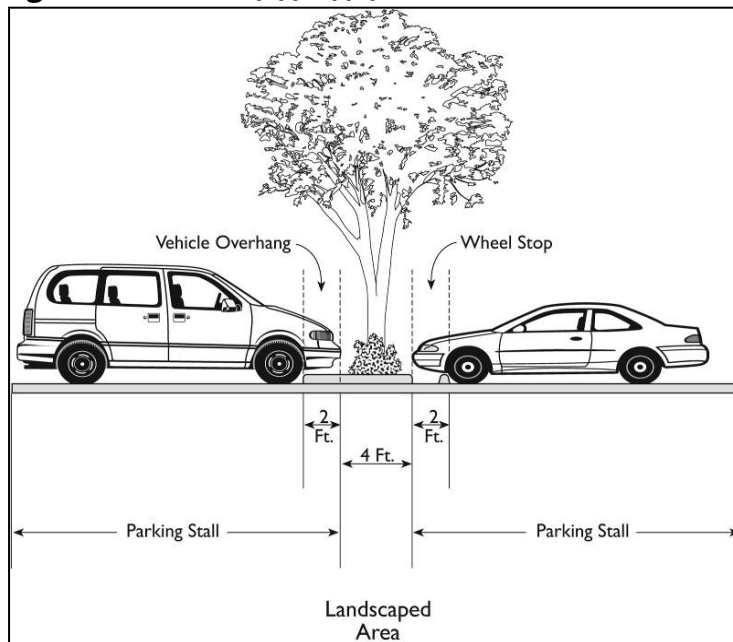 Vehicle Overhang
Wheel Stop
2
Ft.
4 Ft.
2
Ft.
Parking Stall
Parking Stall
Landscaped
Area